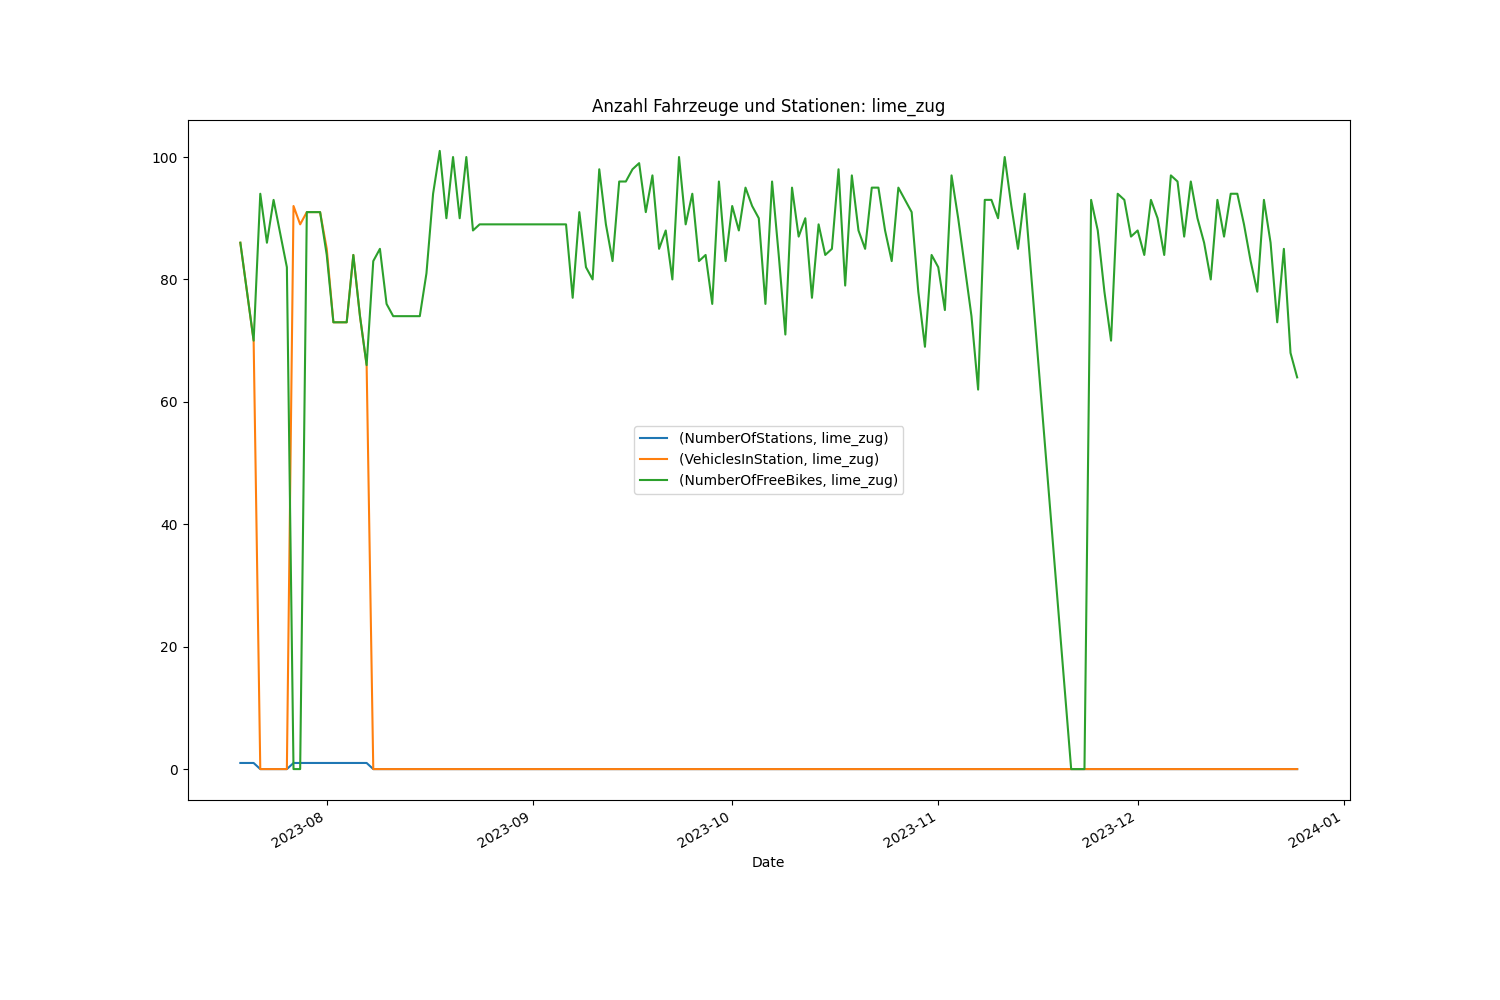 Anzahl Fahrzeuge und Stationen: lime_zug
100
80
60
40
20
0
(NumberOfStations, lime_zug)
(VehiclesInStation, lime_zug)
(NumberOfFreeBikes, lime_zug)
2023-08
2023-09
2023-10
2023-11
2023-12
2024-01
Date